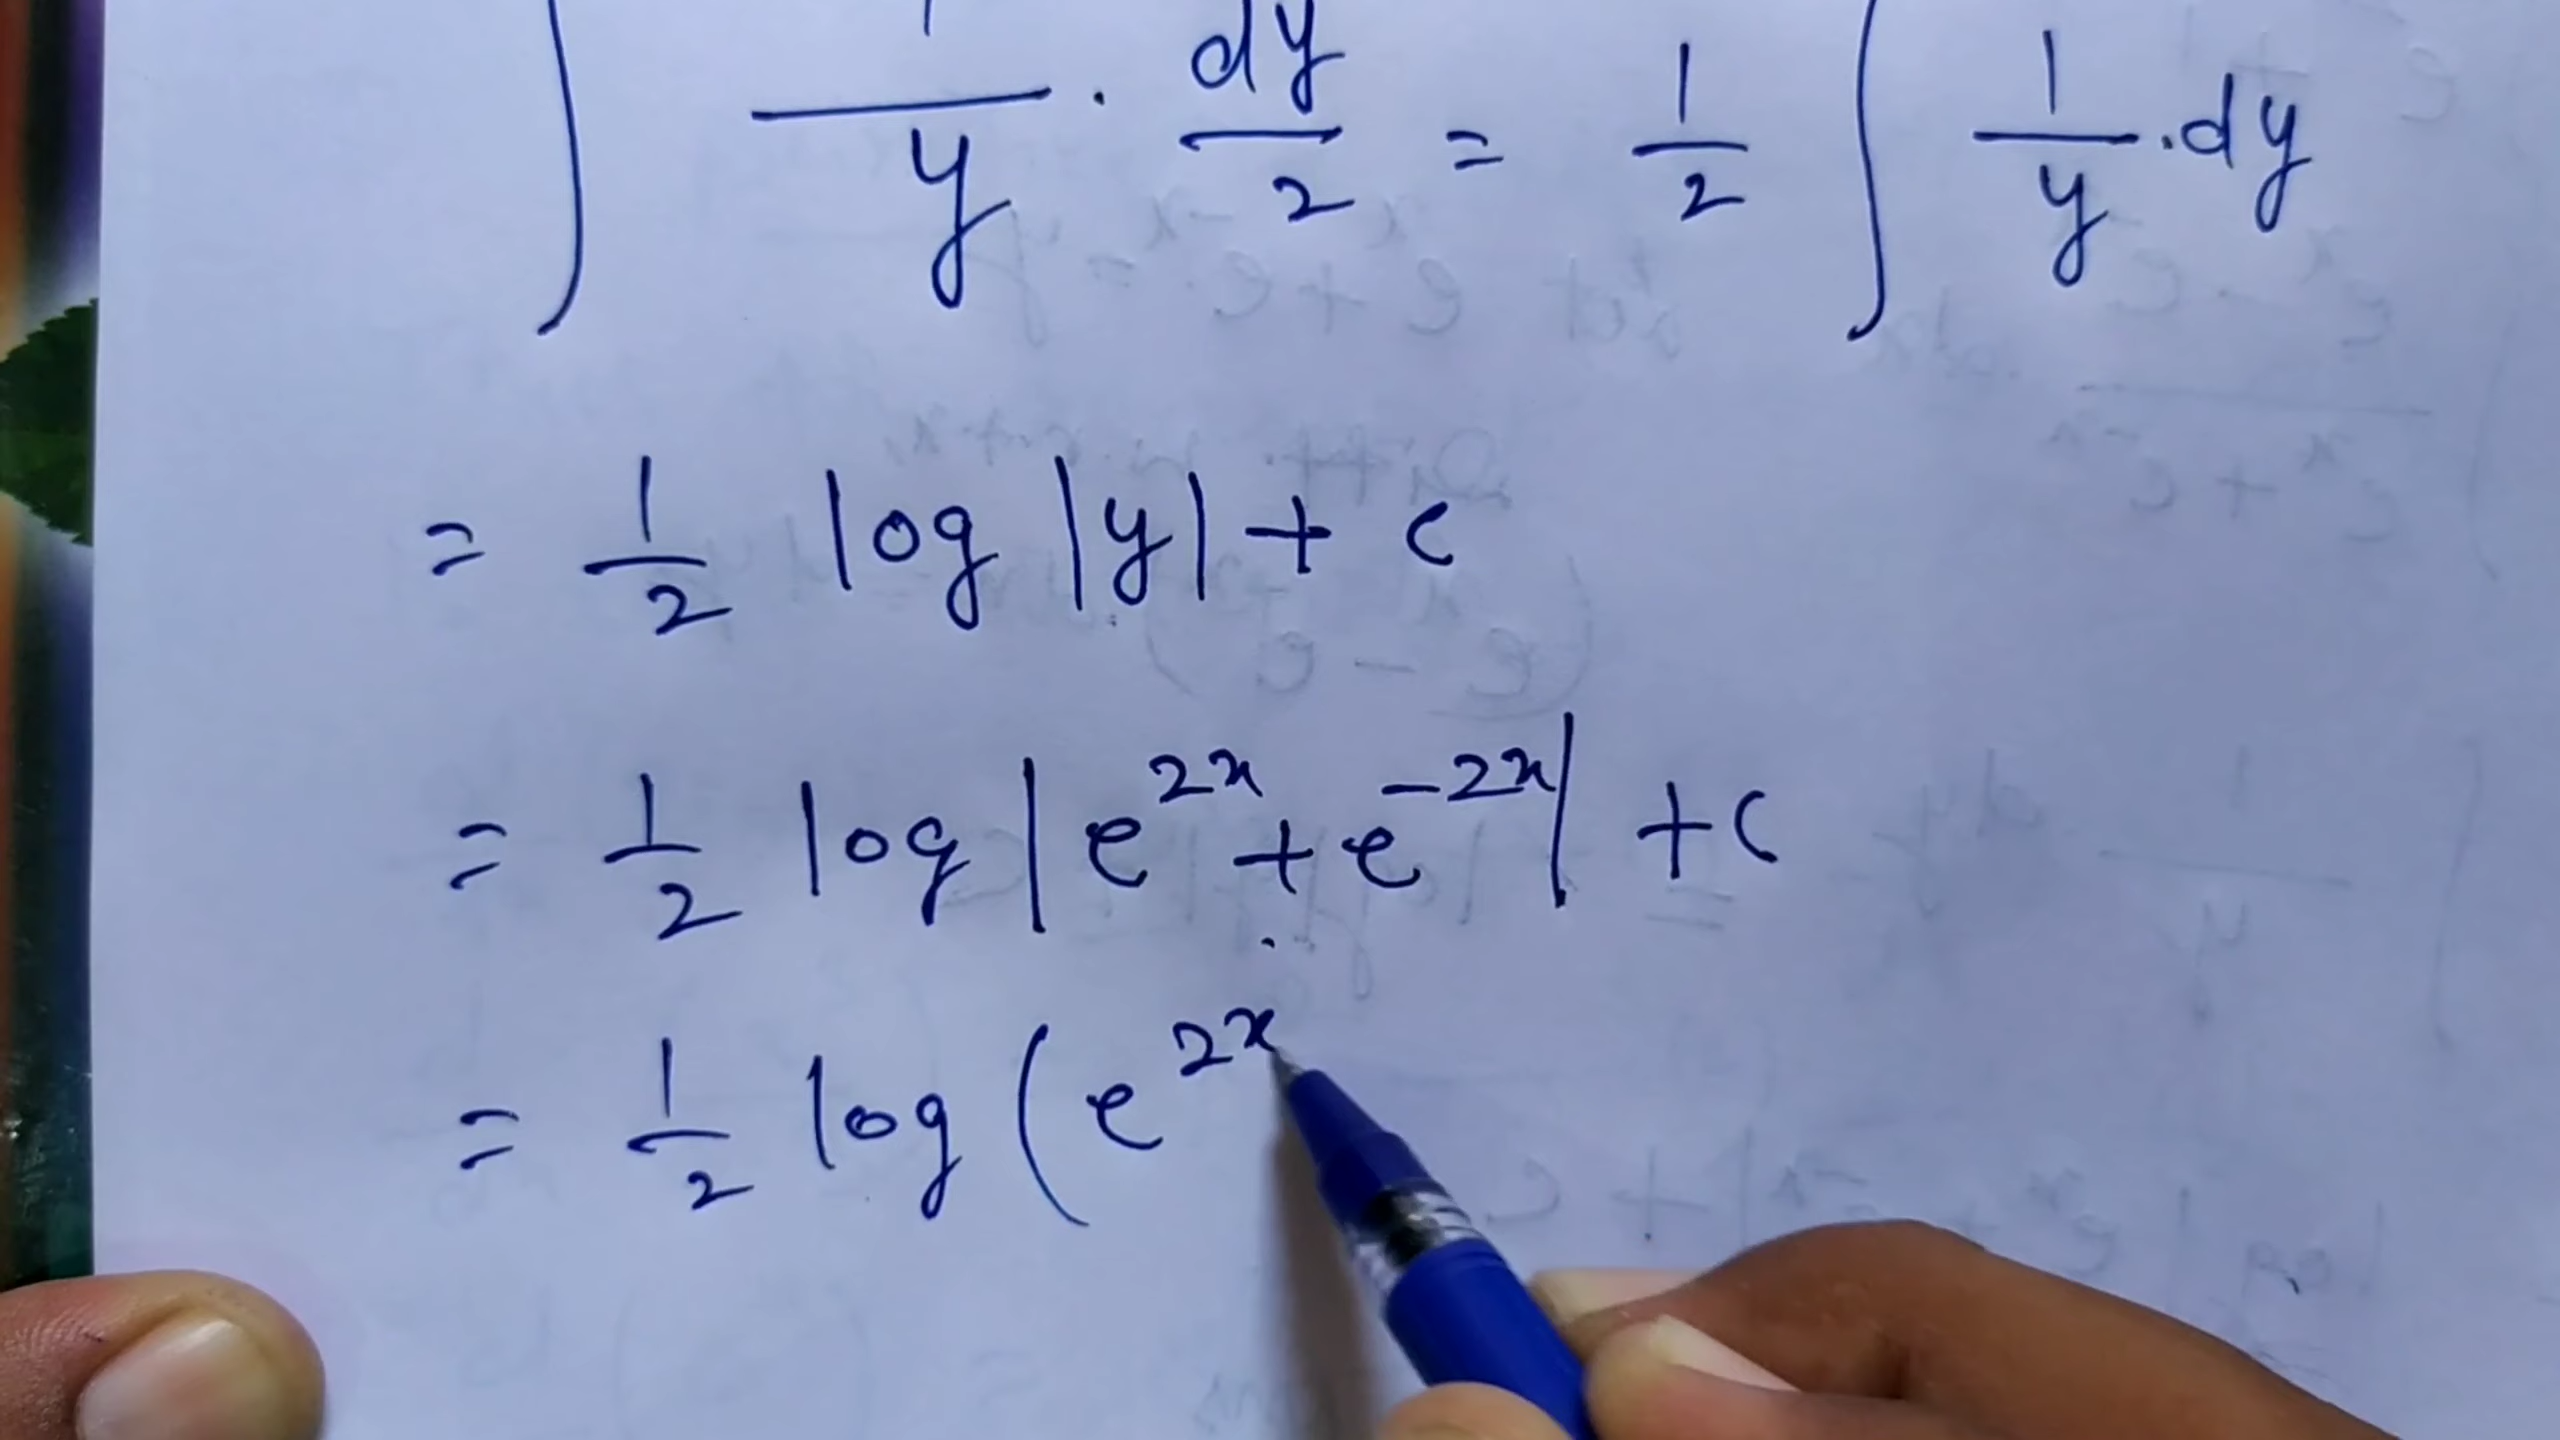 ∫ 1/y . dy/2 = 1/2 ∫ 1/y . dy
= 1/2 log |y| + c
= 1/2 log |e^2x + e^-2x| + c
= 1/2 log (e^2x